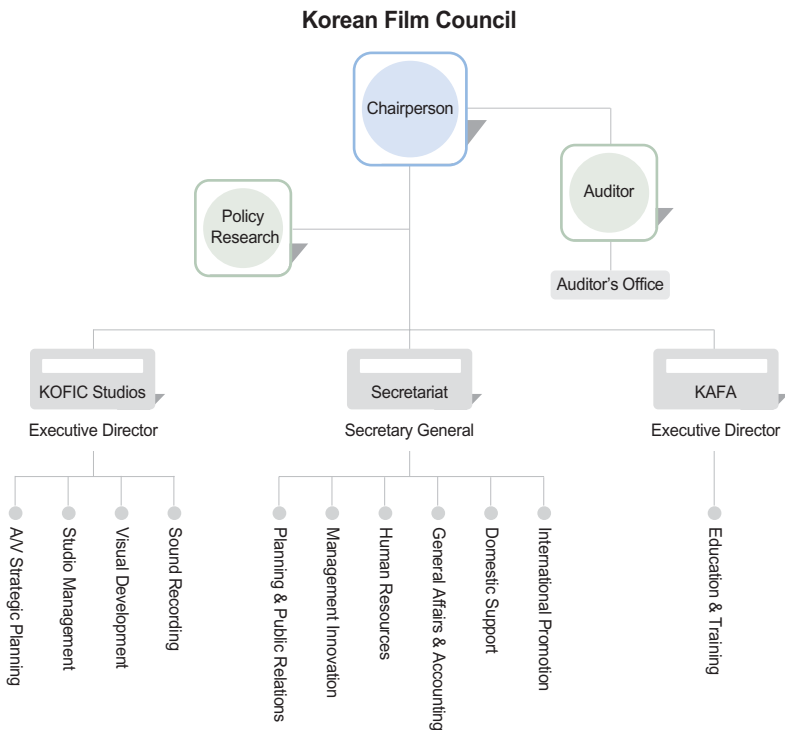 Korean Film Council
Chairperson
Auditor
Policy
Research
Auditor's Office
KOFIC Studios
Secretariat
KAFA
Executive Director
Secretary General
Executive Director
A/V Strategic Planning
Studio Management
Visual Development
Sound Recording
Planning & Public Relations
Management Innovation
Human Resources
General Affairs & Accounting
Domestic Support
International Promotion
Education & Training